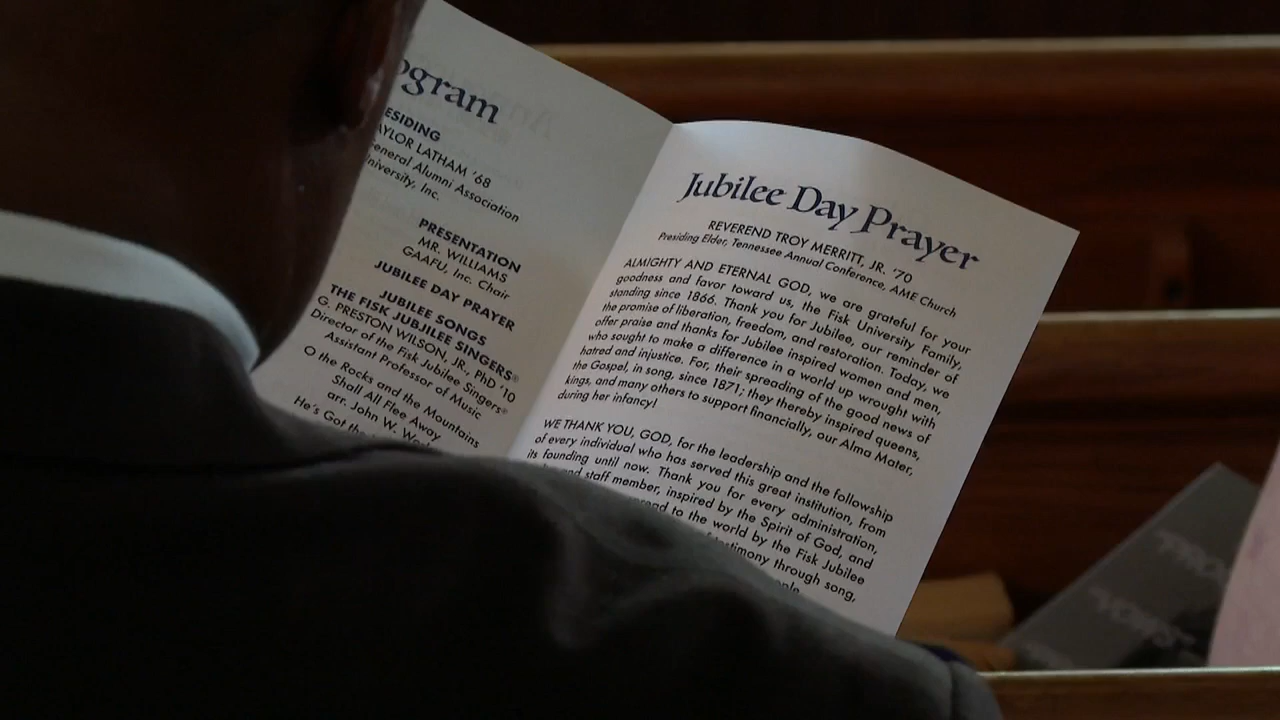 ogram
ESIDING
AYLOR LATHAM '68
eneral Alumni Association
niversity, Inc.
PRESENTATION
MR. WILLIAMS
GAAFU, Inc. Chair
JUBILEE DAY PRAYER
JUBILEE SONGS
THE FISK JUBILEE SINGERS®
G. PRESTON WILSON, JR., PhD '10
Director of the Fisk Jubilee Singers®
Assistant Professor of Music
O the Rocks and the Mountains
Shall All Flee Away
arr. John W. Wo
He's Got the
Jubilee Day Prayer
REVEREND TROY MERRITT, JR. '70
Presiding Elder, Tennessee Annual Conference, AME Church
ALMIGHTY AND ETERNAL GOD, we are grateful for your
goodness and favor toward us, the Fisk University Family,
standing since 1866. Thank you for Jubilee, our reminder of
the promise of liberation, freedom, and restoration. Today, we
offer praise and thanks for Jubilee inspired women and men,
who sought to make a difference in a world up wrought with
hatred and injustice. For, their spreading of the good news of
the Gospel, in song, since 1871; they thereby inspired queens,
kings, and many others to support financially, our Alma Mater,
during her infancy!
WE THANK YOU, GOD, for the leadership and the fellowship
of every individual who has served this great institution, from
its founding until now. Thank you for every administration,
and staff member, inspired by the Spirit of God, and
read to the world by the Fisk Jubilee
testimony through song,